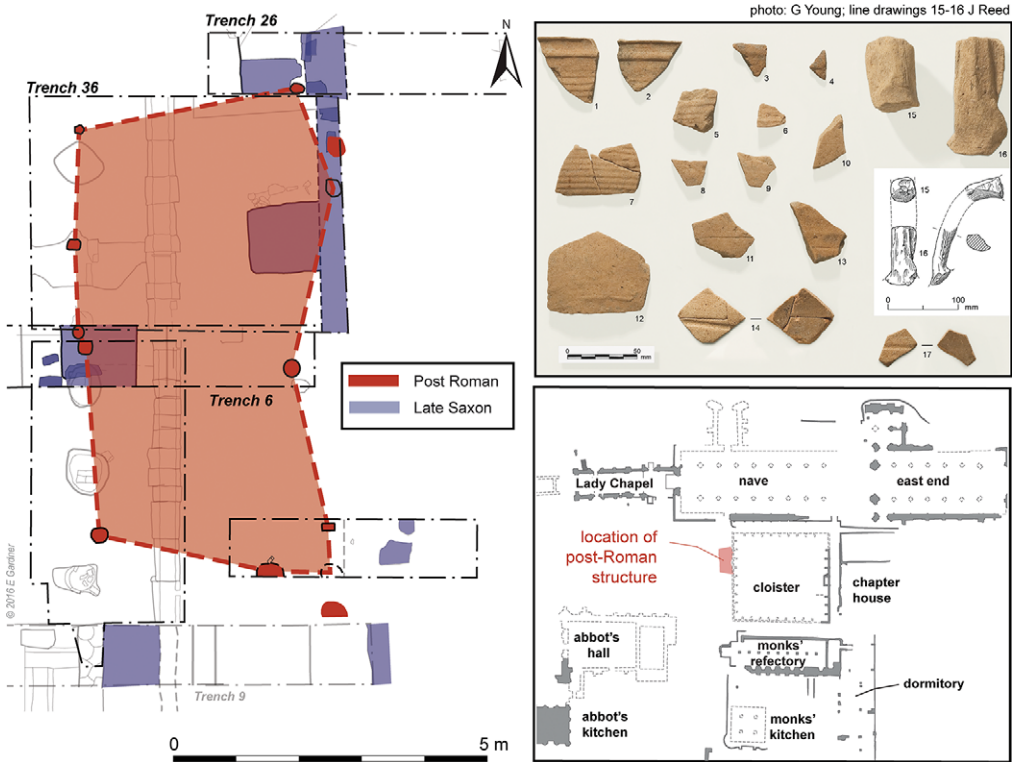 photo: G Young; line drawings 15-16 J Reed
Trench 26
N
Trench 36
Trench 6
Post Roman
Late Saxon
© 2016 E Gardner
Trench 9
0
5 m
1
2
3
4
5
6
7
8
9
10
11
12
13
14
15
16
15
16
17
0
50
mm
0
100
mm
Lady Chapel
nave
east end
location of
post-Roman
structure
cloister
chapter
house
abbot's
hall
monks'
refectory
dormitory
abbot's
kitchen
monks'
kitchen